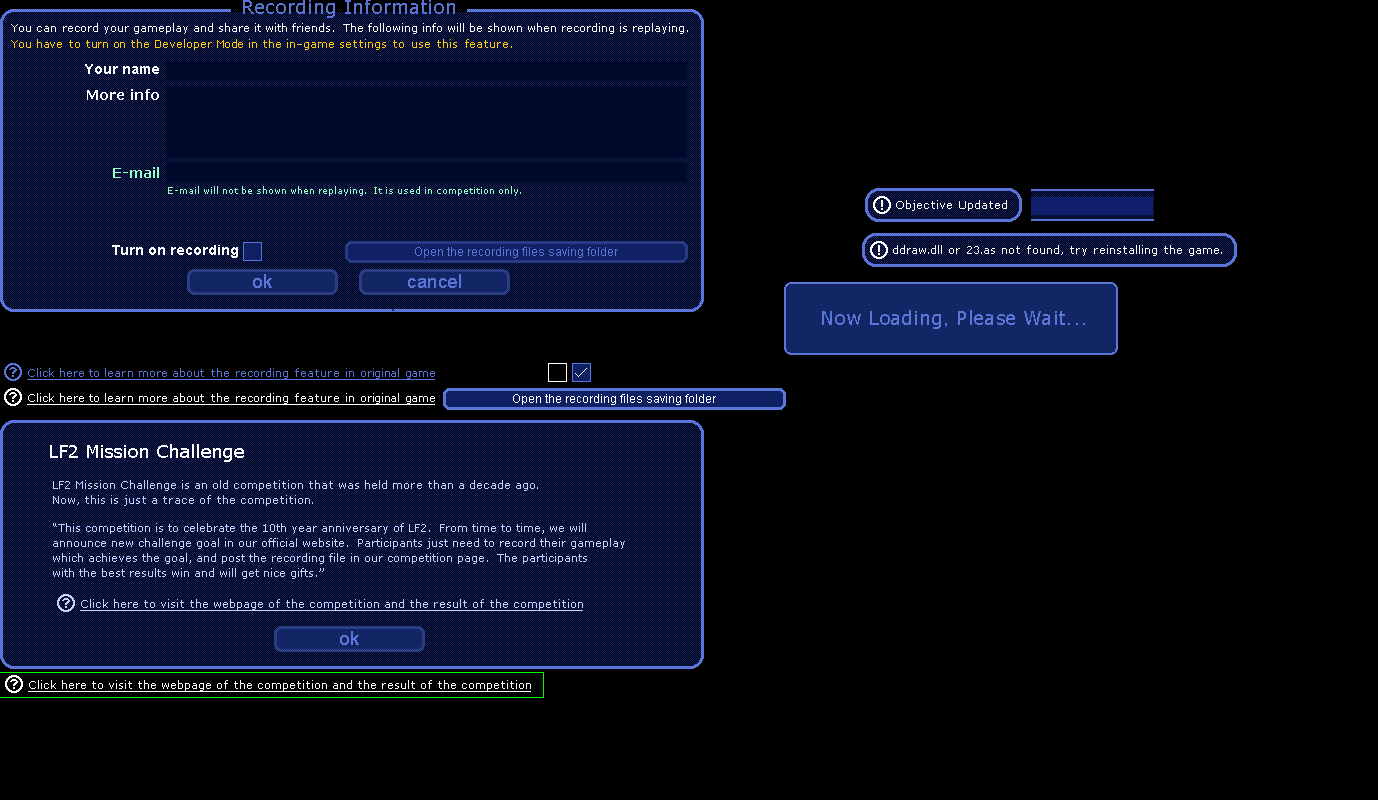 Recording Information
You can record your gameplay and share it with friends. The following info will be shown when recording is replaying.
You have to turn on the Developer Mode in the in-game settings to use this feature.
Your name
More info
E-mail
E-mail will not be shown when replaying. It is used in competition only.
Turn on recording
Open the recording files saving folder
ok
cancel
Objective Updated
ddraw.dll or 23.as not found, try reinstalling the game.
Now Loading, Please Wait...
Click here to learn more about the recording feature in original game
Click here to learn more about the recording feature in original game
Open the recording files saving folder
LF2 Mission Challenge
LF2 Mission Challenge is an old competition that was held more than a decade ago.
Now, this is just a trace of the competition.
“This competition is to celebrate the 10th year anniversary of LF2. From time to time, we will
announce new challenge goal in our official website. Participants just need to record their gameplay
which achieves the goal, and post the recording file in our competition page. The participants
with the best results win and will get nice gifts.”
Click here to visit the webpage of the competition and the result of the competition
ok
Click here to visit the webpage of the competition and the result of the competition